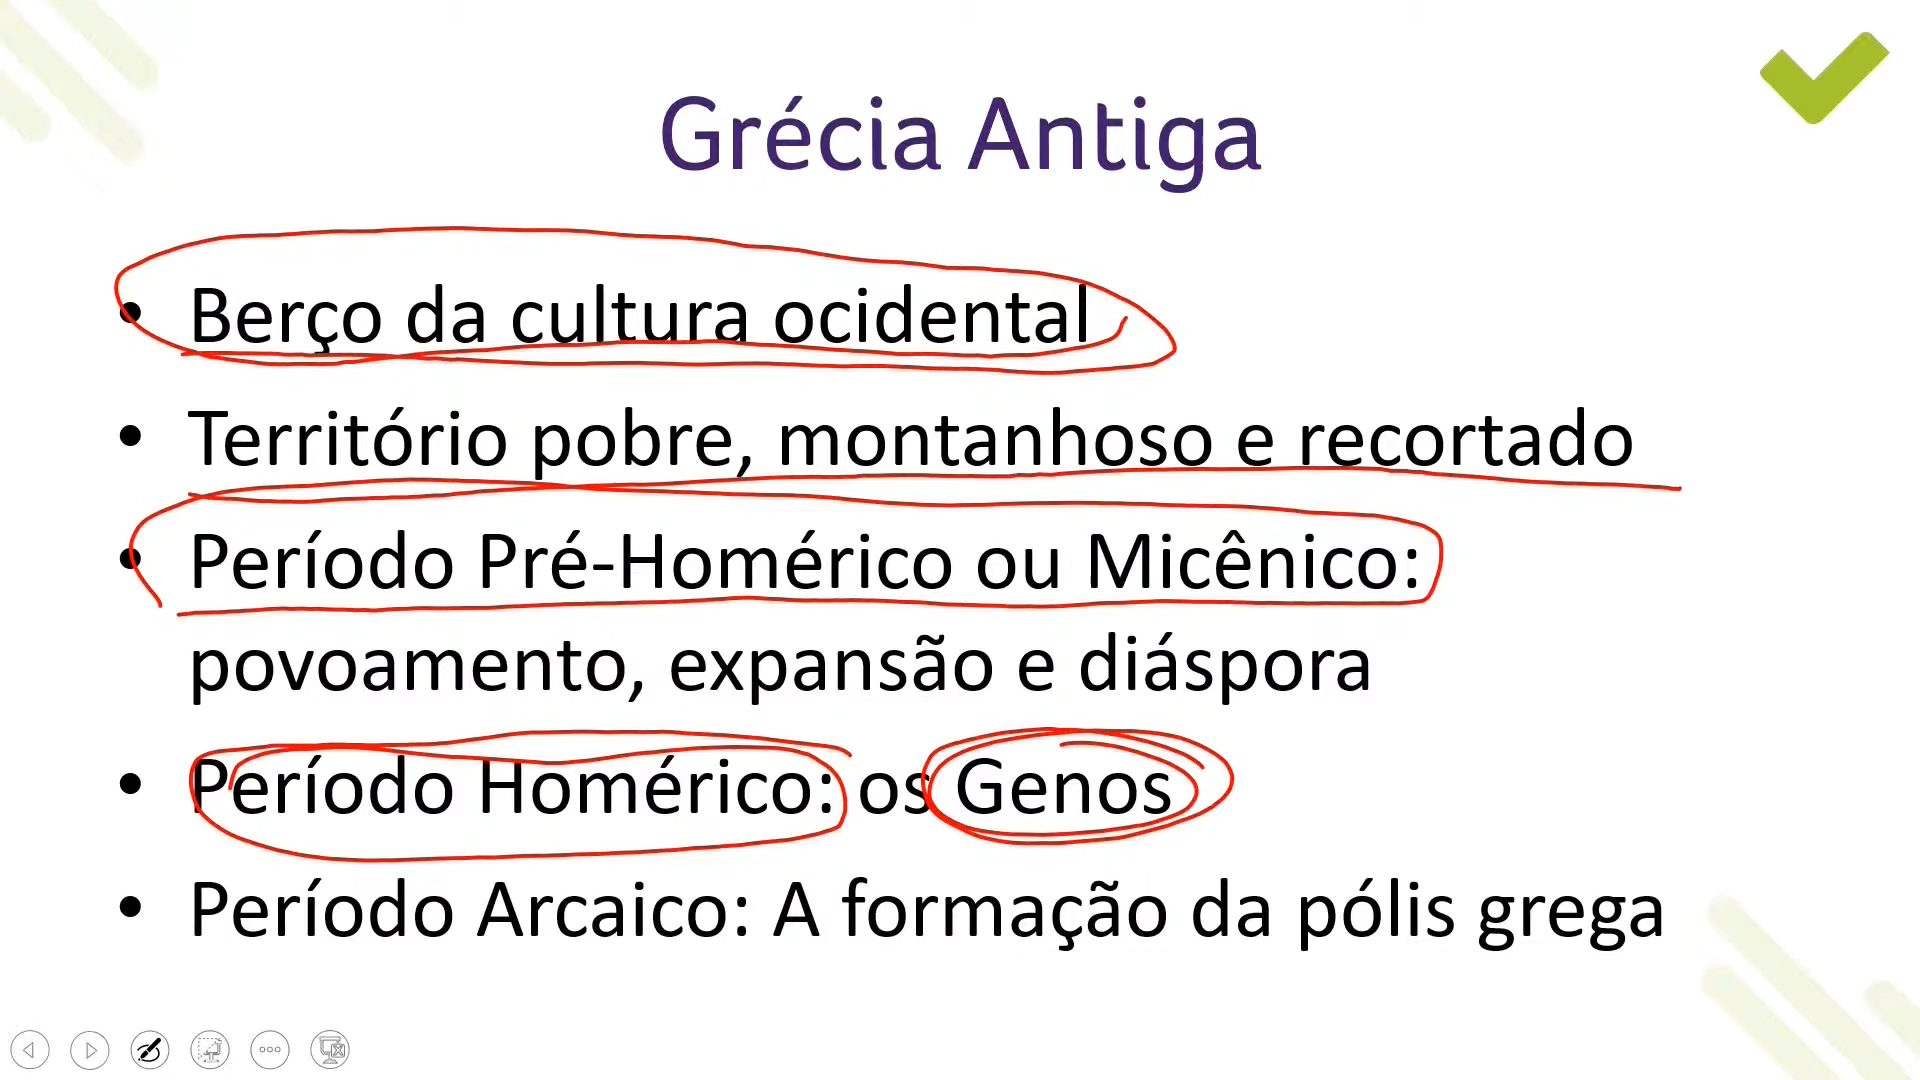 Grécia Antiga
• Berço da cultura ocidental
• Território pobre, montanhoso e recortado
• Período Pré-Homérico ou Micênico:
povoamento, expansão e diáspora
• Período Homérico: os Genos
• Período Arcaico: A formação da pólis grega